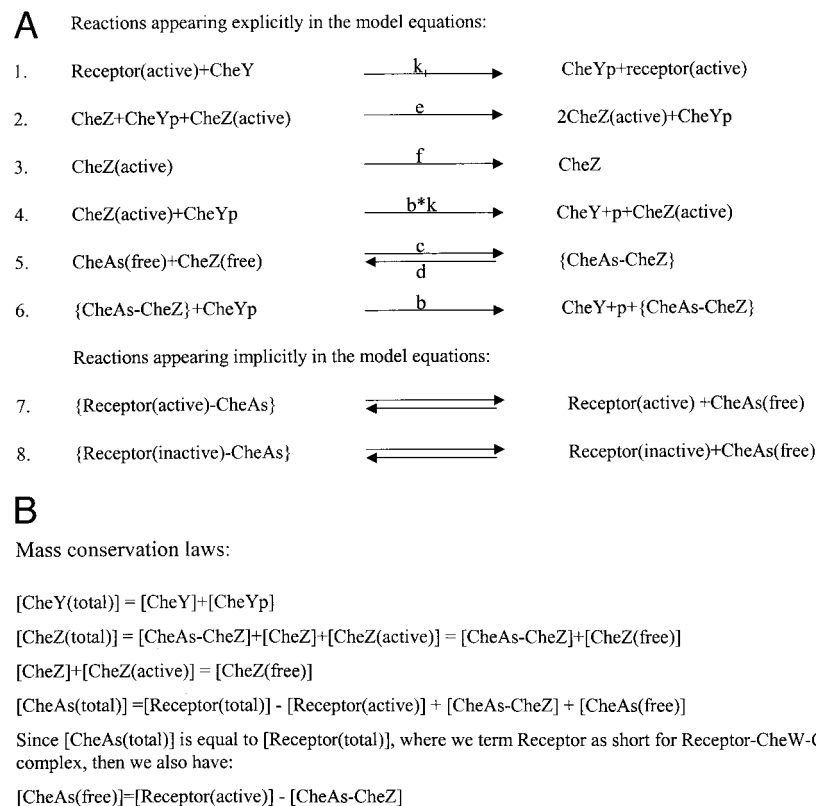 A Reactions appearing explicitly in the model equations:
1. Receptor(active)+CheY k₁ CheYp+receptor(active)
2. CheZ+CheYp+CheZ(active) e 2CheZ(active)+CheYp
3. CheZ(active) f CheZ
4. CheZ(active)+CheYp b*k CheY+p+CheZ(active)
5. CheAs(free)+CheZ(free) c d {CheAs-CheZ}
6. {CheAs-CheZ}+CheYp b CheY+p+{CheAs-CheZ}
Reactions appearing implicitly in the model equations:
7. {Receptor(active)-CheAs} Receptor(active) +CheAs(free)
8. {Receptor(inactive)-CheAs} Receptor(inactive)+CheAs(free)
B
Mass conservation laws:
[CheY(total)] = [CheY]+[CheYp]
[CheZ(total)] = [CheAs-CheZ]+[CheZ]+[CheZ(active)] = [CheAs-CheZ]+[CheZ(free)]
[CheZ]+[CheZ(active)] = [CheZ(free)]
[CheAs(total)] =[Receptor(total)] - [Receptor(active)] + [CheAs-CheZ] + [CheAs(free)]
Since [CheAs(total)] is equal to [Receptor(total)], where we term Receptor as short for Receptor-CheW-
complex, then we also have:
[CheAs(free)]=[Receptor(active)] - [CheAs-CheZ]